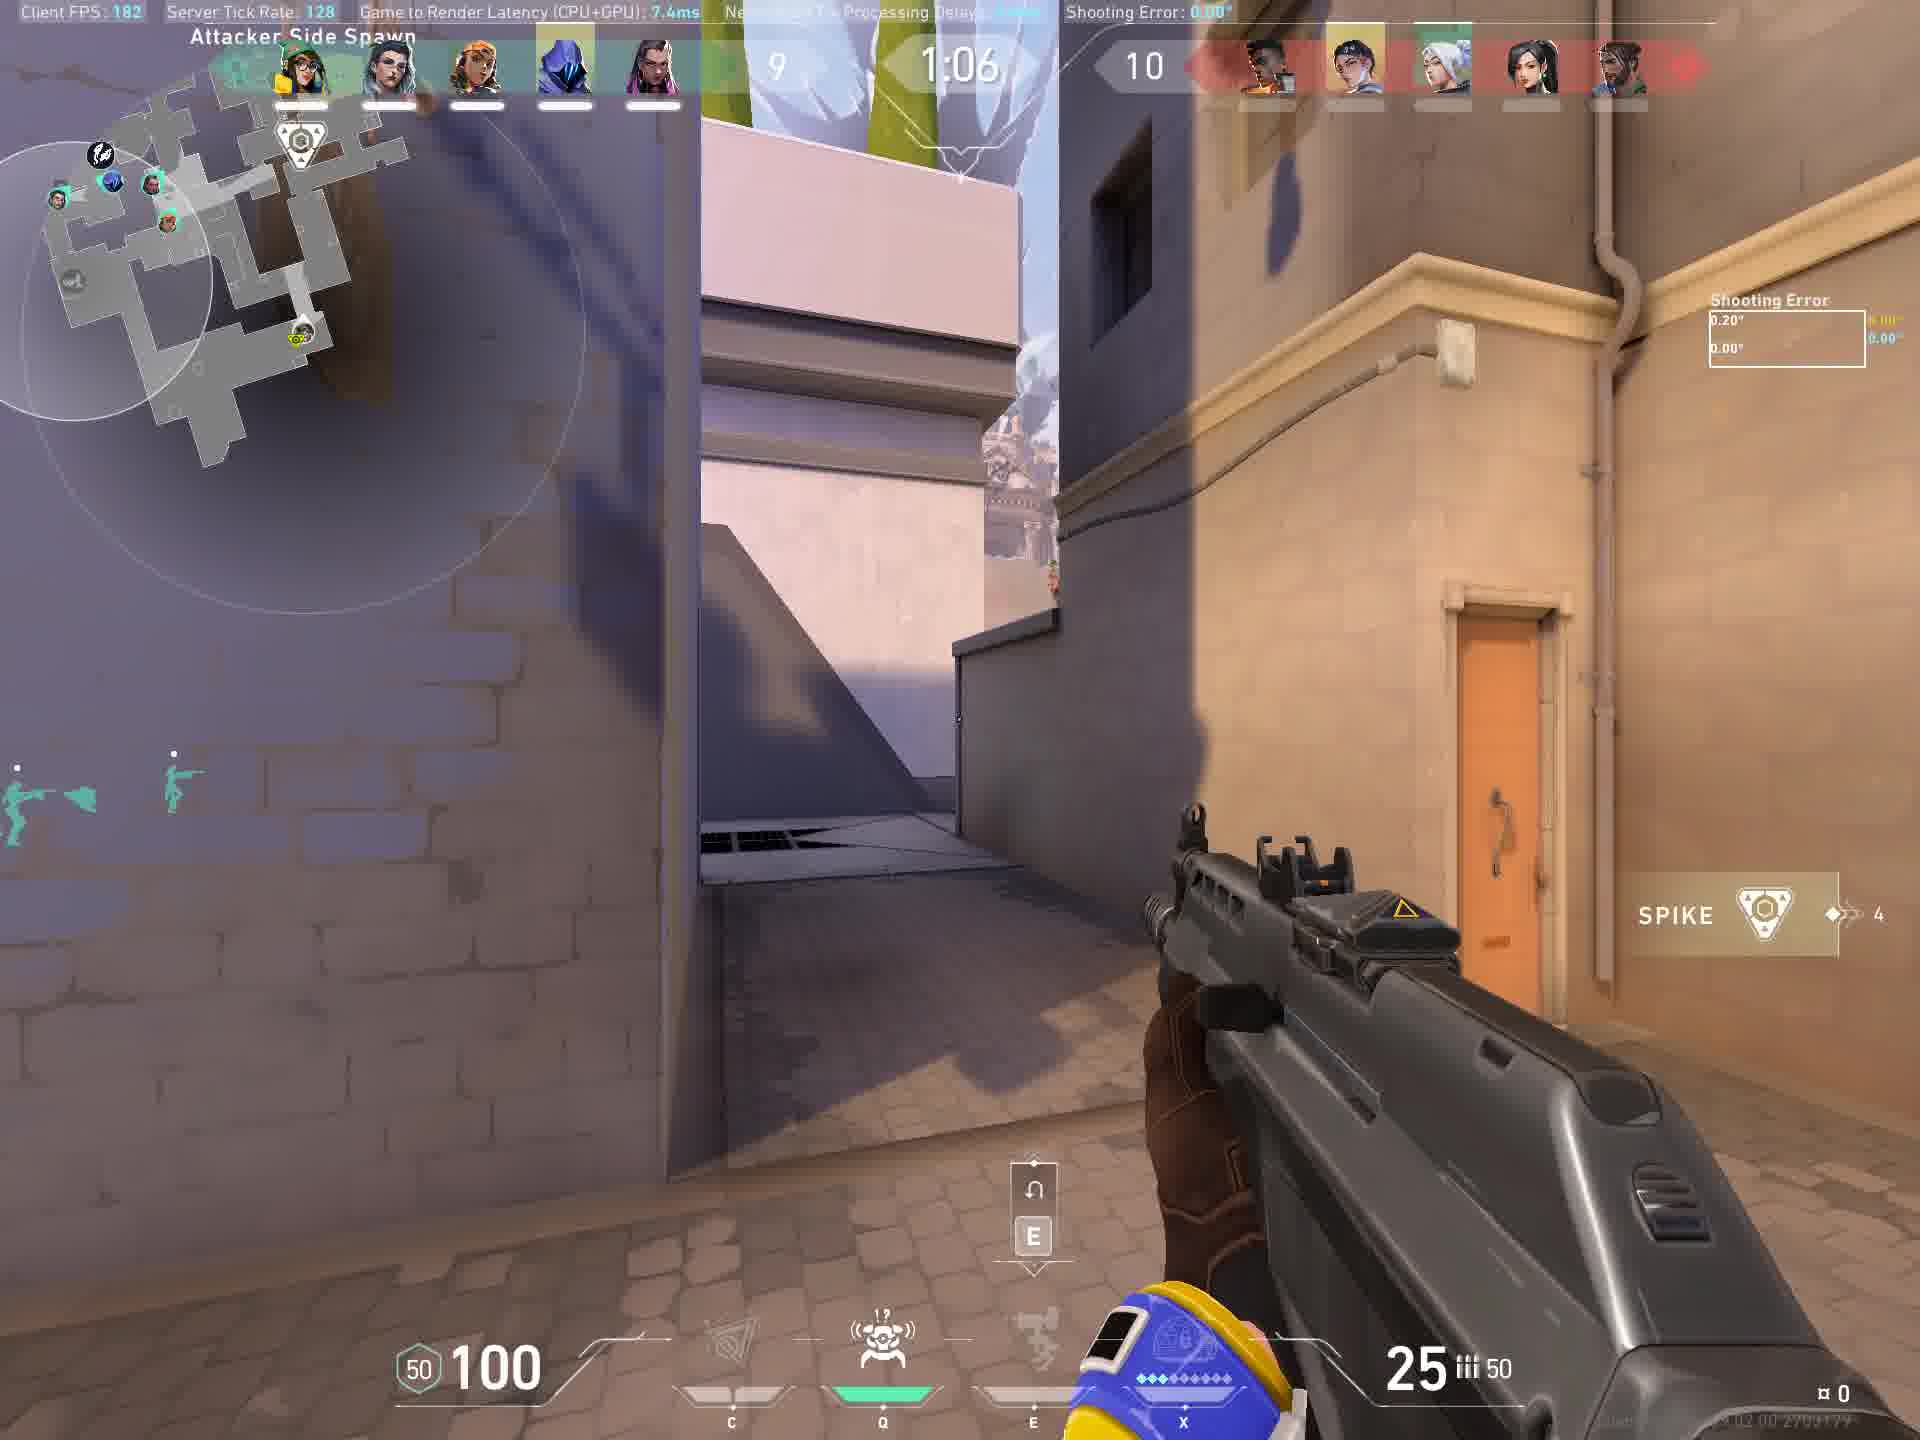 Client FPS: 182 Server Tick Rate: 128 Game to Render Latency (CPU+GPU): 7.4ms Processing Delay: Shooting Error: 0.00°
Attacker Side Spawn
9
1:06
10
Shooting Error
0.20°
0.00°
0.00°
SPIKE
4
E
50
100
C
Q
E
X
25
50
¤ 0